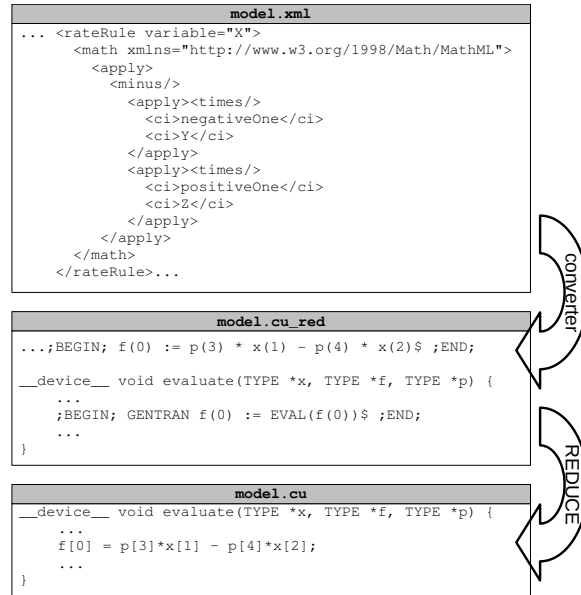 model.xml
... <rateRule variable="X">
<math xmlns="http://www.w3.org/1998/Math/MathML">
<apply>
<minus/>
<apply><times/>
<ci>negativeOne</ci>
<ci>Y</ci>
</apply>
<apply><times/>
<ci>positiveOne</ci>
<ci>Z</ci>
</apply>
</apply>
</math>
</rateRule>...
converter
model.cu_red
...;BEGIN; f(0) := p(3) * x(1) – p(4) * x(2)$ ;END;
__device__ void evaluate(TYPE *x, TYPE *f, TYPE *p) {
...
;BEGIN; GENTRAN f(0) := EVAL(f(0))$ ;END;
...
}
REDUCE
model.cu
__device__ void evaluate(TYPE *x, TYPE *f, TYPE *p) {
...
f[0] = p[3]*x[1] – p[4]*x[2];
...
}